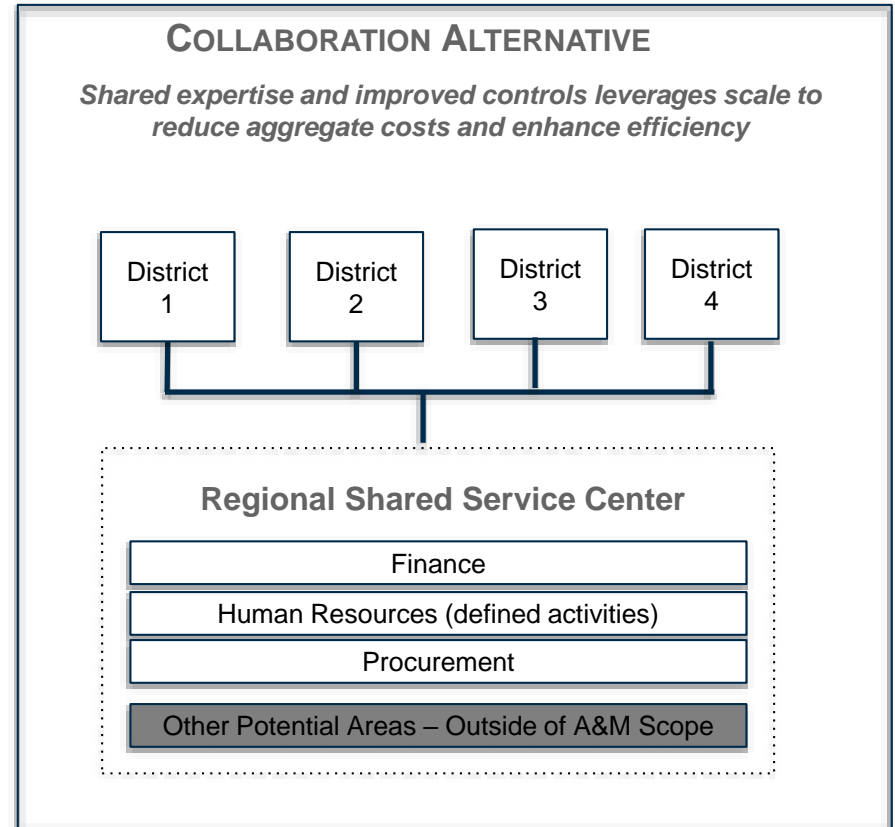 COLLABORATION ALTERNATIVE
Shared expertise and improved controls leverages scale to
reduce aggregate costs and enhance efficiency
District
1
District
2
District
3
District
4
Regional Shared Service Center
Finance
Human Resources (defined activities)
Procurement
Other Potential Areas – Outside of A&M Scope